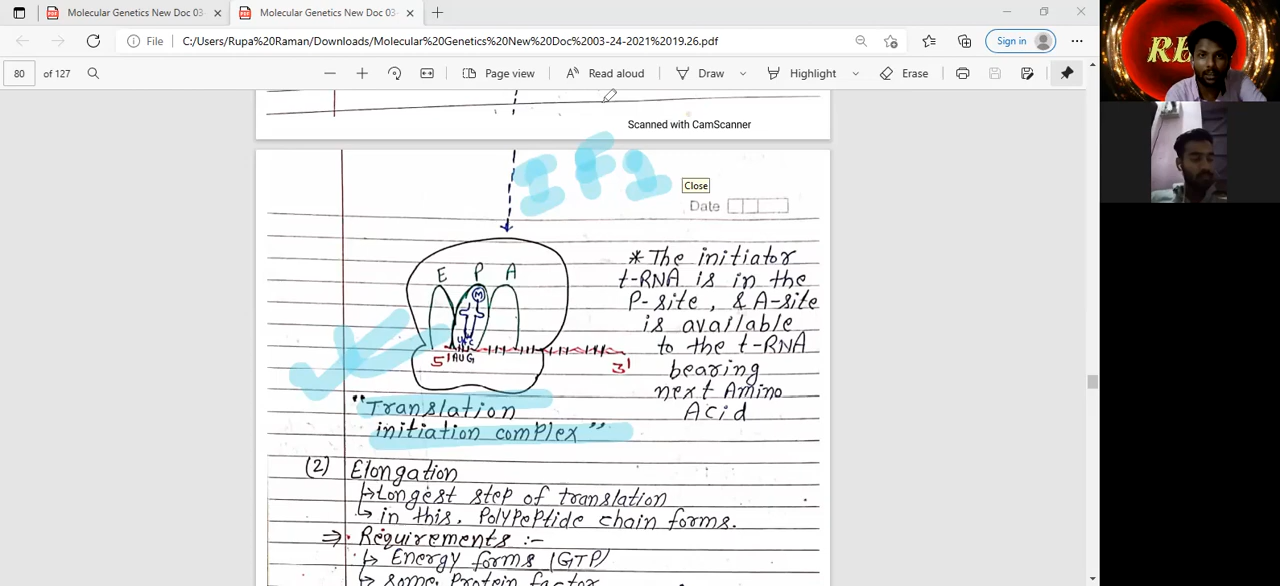 Molecular Genetics New Doc 03-
Molecular Genetics New Doc 03-
File C:/Users/Rupa%20Raman/Downloads/Molecular%20Genetics%20New%20Doc%2003-24-2021%2019.26.pdf
Sign in
80 of 127
Page view
Read aloud
Draw
Highlight
Erase
Scanned with CamScanner
IF1
Close
Date
E P A
M
5' AUG 3'
* The initiator
t-RNA is in the
P-site, & A-site
is available
to the t-RNA
bearing
next Amino
Acid
"Translation
initiation complex"
(2) Elongation
↳ Longest step of translation
↳ in this, Polypeptide chain forms.
⇒ Requirements :-
↳ Energy forms (GTP)
↳ Some Protein factor